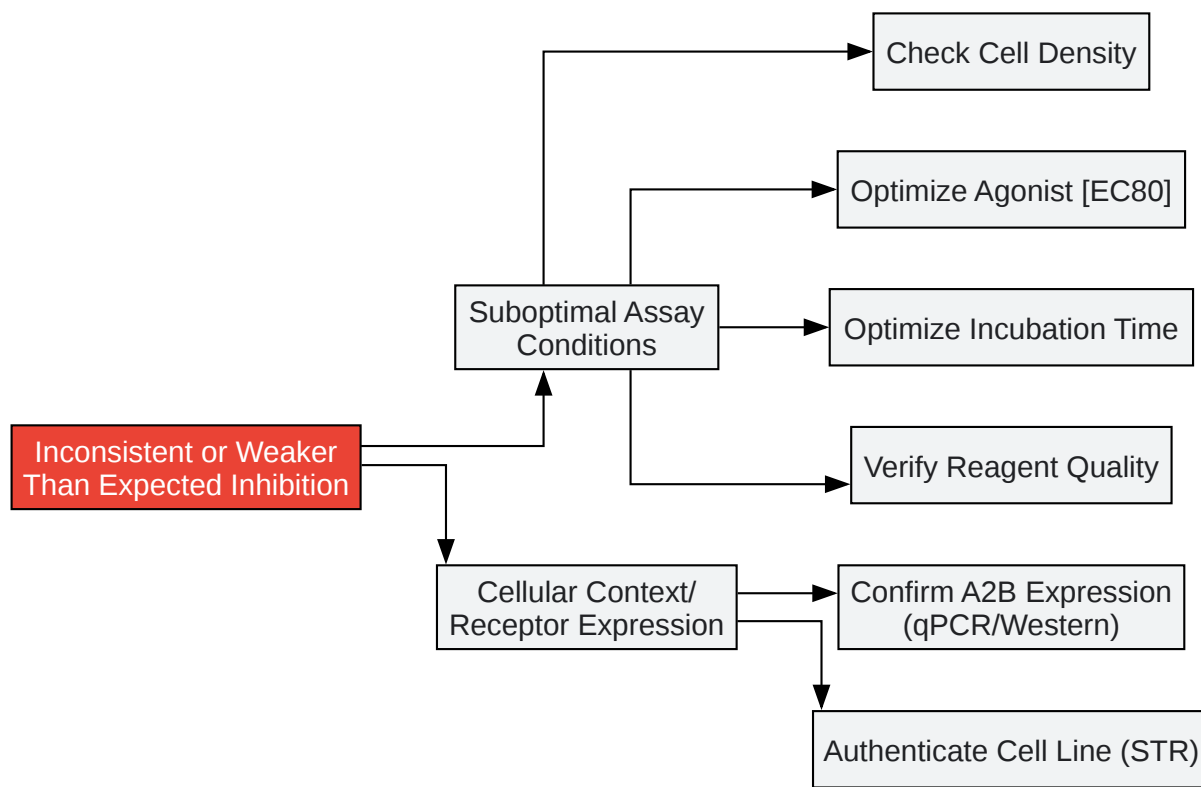 Check Cell Density
Optimize Agonist [EC80]
Suboptimal Assay
Conditions
Optimize Incubation Time
Inconsistent or Weaker
Than Expected Inhibition
Verify Reagent Quality
Cellular Context/
Receptor Expression
Confirm A2B Expression
(qPCR/Western)
Authenticate Cell Line (STR)